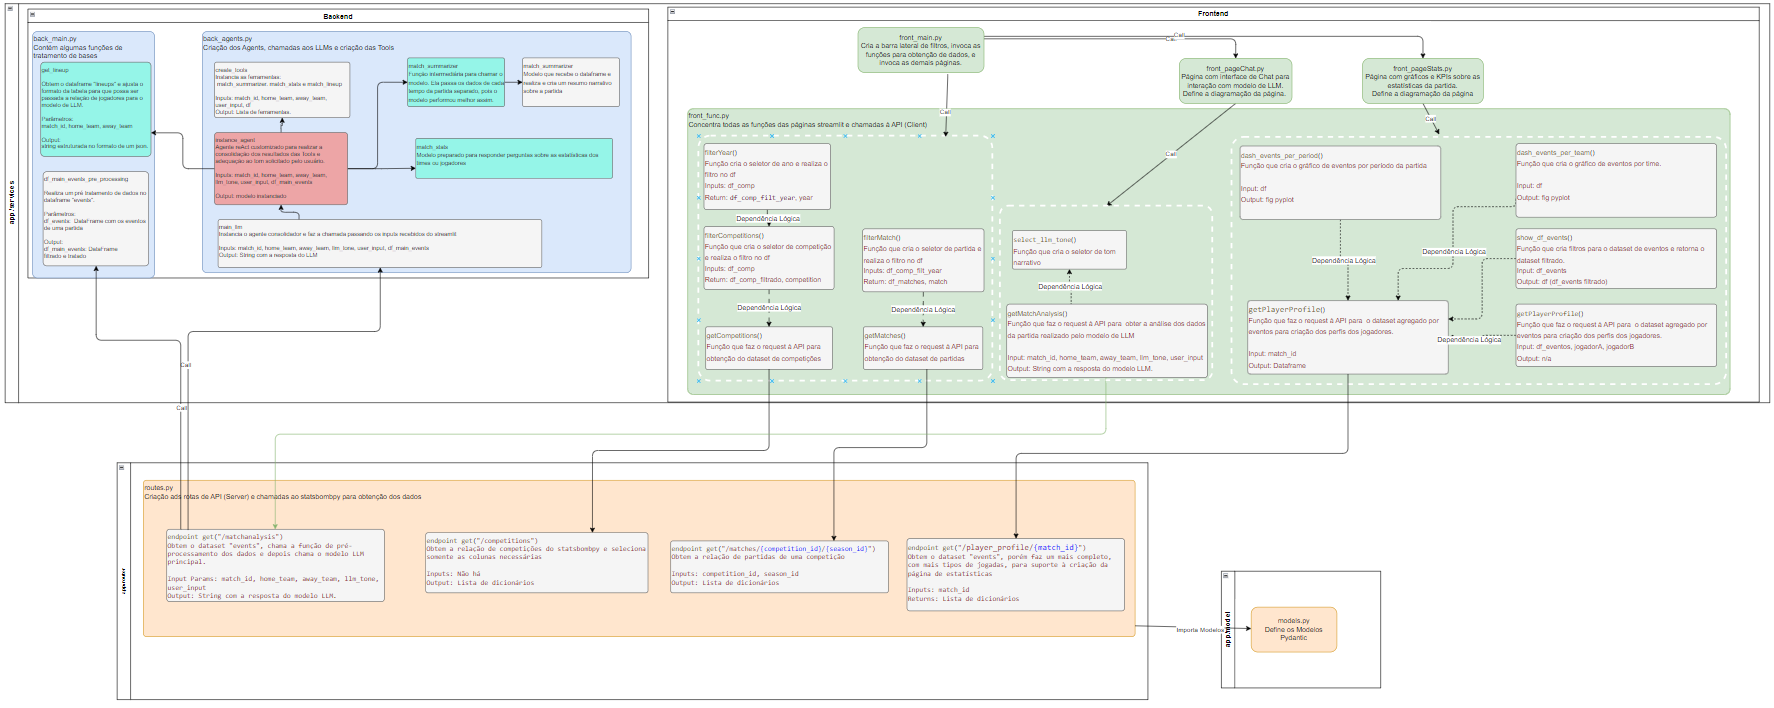 app/services
Backend
back_main.py
Contém algumas funções de
tratamento de bases
get_lineup
Obtém o dataframe "lineups" e ajusta o
formato da tabela para que possa ser
passada a relação de jogadores para o
modelo de LLM.
Parâmetros:
match_id, home_team, away_team
Output:
string estruturada no formato de um json.
df_main_events_pre_processing
Realiza um pré tratamento de dados no
dataframe "events".
Parâmetros:
df_events: DataFrame com os eventos
de uma partida
Output:
df_main_events: DataFrame
filtrado e tratado
back_agents.py
Criação dos Agents, chamadas aos LLMs e criação das Tools
create_tools
Instancia as ferramentas:
match_summarizer, match_stats e match_lineup
Inputs: match_id, home_team, away_team,
user_input, df
Output: Lista de ferramentas.
instance_agent
Agente reAct customizado para realizar a
consolidação dos resultados das Tools e
adequação ao tom solicitado pelo usuário.
Inputs: match_id, home_team, away_team,
llm_tone, user_input, df_main_events
Output: modelo instanciado
main_llm
Instancia o agente consolidador e faz a chamada passando os inputs recebidos do streamlit
Inputs: match_id, home_team, away_team, llm_tone, user_input, df_main_events
Output: String com a resposta do LLM
match_summarizer
Função intermediária para chamar o
modelo. Ela passa os dados de cada
tempo da partida separado, pois o
modelo performou melhor assim.
match_summarizer
Modelo que recebe o dataframe e
realiza e cria um resumo narrativo
sobre a partida
match_stats
Modelo preparado para responder perguntas sobre as estatísticas dos
times ou jogadores
Frontend
front_main.py
Cria a barra lateral de filtros, invoca as
funções para obtenção de dados, e
invoca as demais páginas.
Call
Call
front_pageChat.py
Página com interface de Chat para
interação com modelo de LLM.
Define a diagramação da página.
front_pageStats.py
Página com gráficos e KPIs sobre as
estatísticas da partida.
Define a diagramação da página
Call
Call
Call
front_func.py
Concentra todas as funções das páginas streamlit e chamadas à API (Client)
filterYear()
Função cria o seletor de ano e realiza o
filtro no df
Inputs: df_comp
Return: df_comp_filt_year, year
Dependência Lógica
filterCompetitions()
Função que cria o seletor de competição
e realiza o filtro no df
Inputs: df_comp
Return: df_comp_filtrado, competition
Dependência Lógica
getCompetitions()
Função que faz o request à API para
obtenção do dataset de competições
filterMatch()
Função que cria o seletor de partida e
realiza o filtro no df
Inputs: df_comp_filt_year
Return: df_matches, match
Dependência Lógica
getMatches()
Função que faz o request à API para
obtenção do dataset de partidas
select_llm_tone()
Função que cria o seletor de tom
narrativo
Dependência Lógica
getMatchAnalysis()
Função que faz o request à API para obter a análise dos dados
da partida realizado pelo modelo de LLM
Input: match_id, home_team, away_team, llm_tone, user_input
Output: String com a resposta do modelo LLM.
dash_events_per_period()
Função que cria o gráfico de eventos por período da partida
Input: df
Output: fig pyplot
Dependência Lógica
getPlayerProfile()
Função que faz o request à API para o dataset agregado por
eventos para criação dos perfis dos jogadores.
Input: match_id
Output: Dataframe
dash_events_per_team()
Função que cria o gráfico de eventos por time.
Input: df
Output: fig pyplot
Dependência Lógica
show_df_events()
Função que cria filtros para o dataset de eventos e retorna o
dataset filtrado.
Input: df_events
Output: df (df_events filtrado)
getPlayerProfile()
Função que faz o request à API para o dataset agregado por
eventos para criação dos perfis dos jogadores.
Input: df_events, jogadorA, jogadorB
Output: n/a
Dependência Lógica
Call
Call
routes.py
Criação ads rotas de API (Server) e chamadas ao statsbombpy para obtenção dos dados
endpoint get("/matchanalysis")
Obtem o dataset "events", chama a função de pré-
processamento dos dados e depois chama o modelo LLM
principal.
Input Params: match_id, home_team, away_team, llm_tone,
user_input
Output: String com a resposta do modelo LLM.
endpoint get("/competitions")
Obtem a relação de competições do statsbombpy e seleciona
somente as colunas necessárias
Inputs: Não há
Output: Lista de dicionários
endpoint get("/matches/{competition_id}/{season_id}")
Obtem a relação de partidas de uma competição
Inputs: competition_id, season_id
Output: Lista de dicionários
endpoint get("/player_profile/{match_id}")
Obtem o dataset "events", porém faz um mais completo,
com mais tipos de jogadas, para suporte à criação da
página de estatísticas
Inputs: match_id
Returns: Lista de dicionários
Importa Modelos
app/model
models.py
Define os Modelos
Pydantic